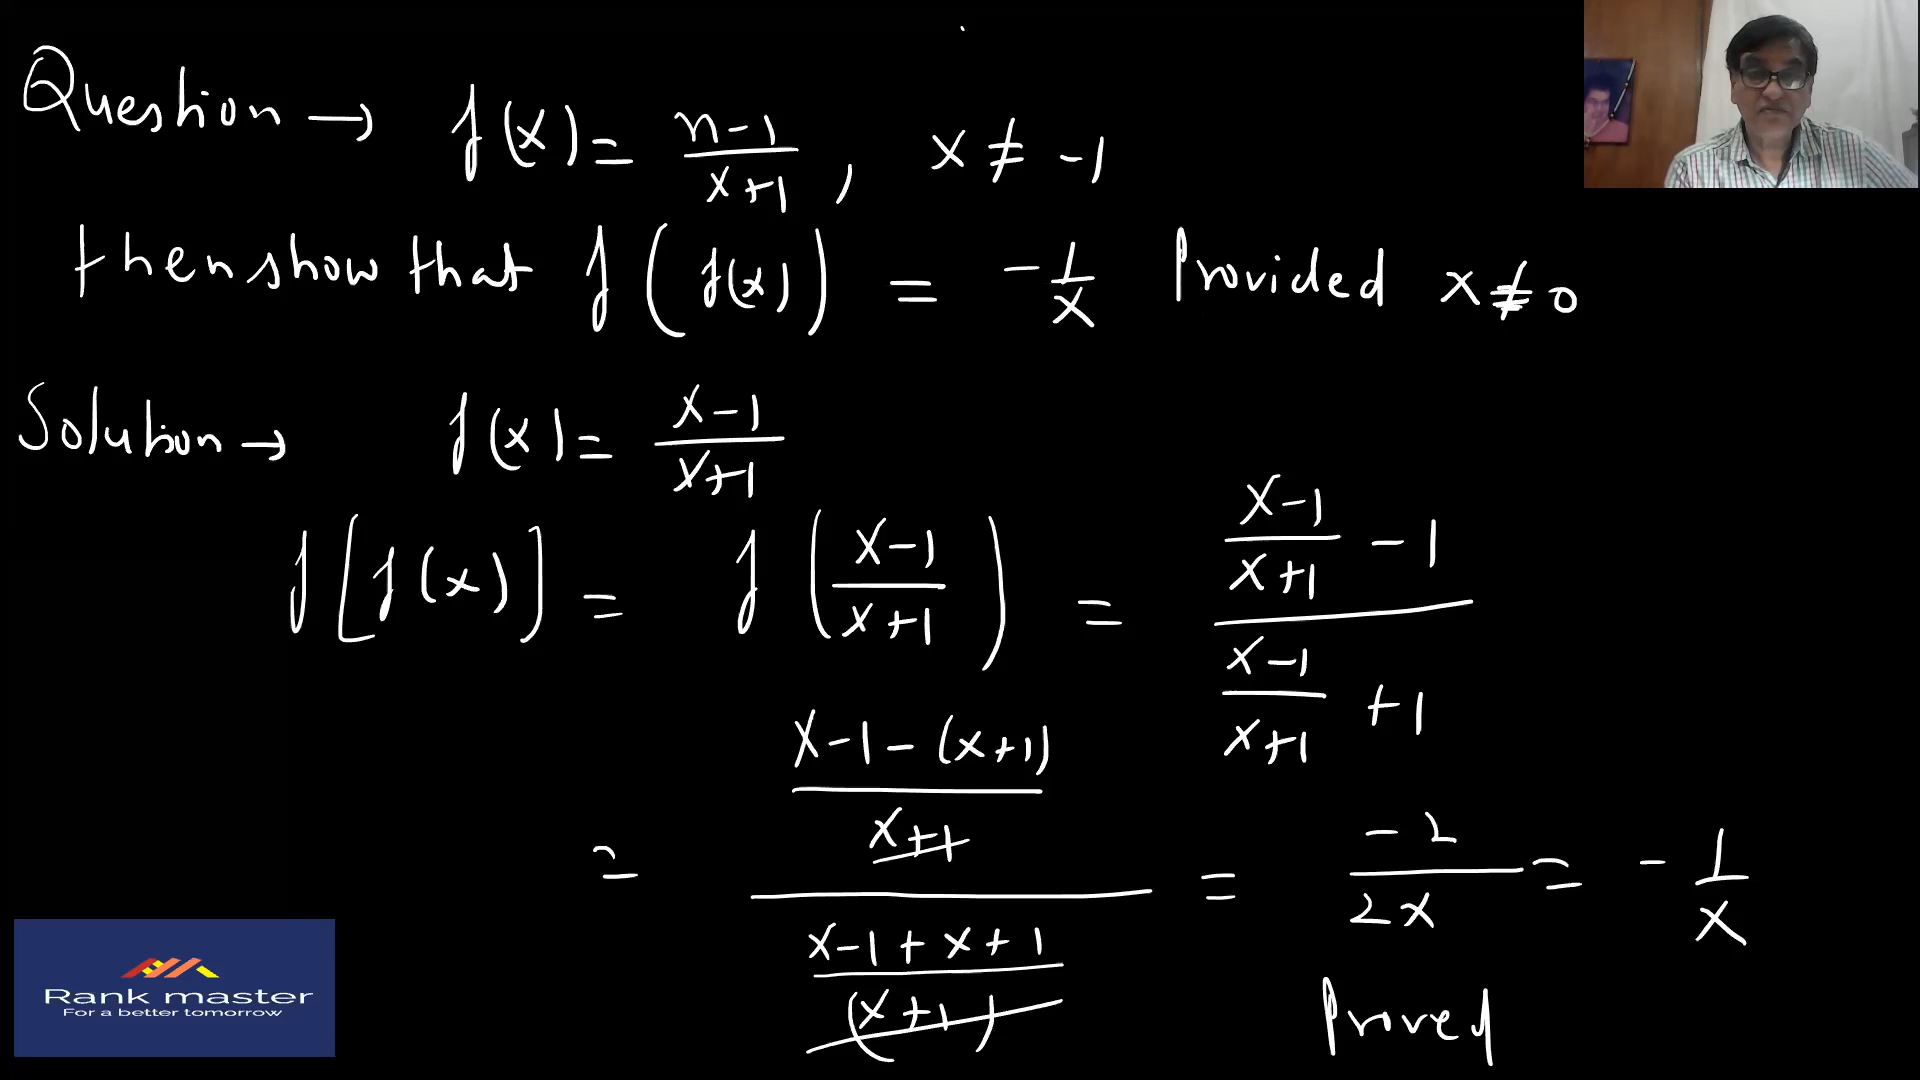 Question → f(x) = n-1/x+1 , x ≠ -1
then show that f(f(x)) = -1/x Provided x ≠ 0
Solution → f(x) = x-1/x+1
f[f(x)] = f(x-1/x+1) = (x-1/x+1 - 1)/(x-1/x+1 + 1)
= (x-1-(x+1)/x+1)/(x-1+x+1/(x+1)) = -2/2x = -1/x
Proved
Rank master
For a better tomorrow